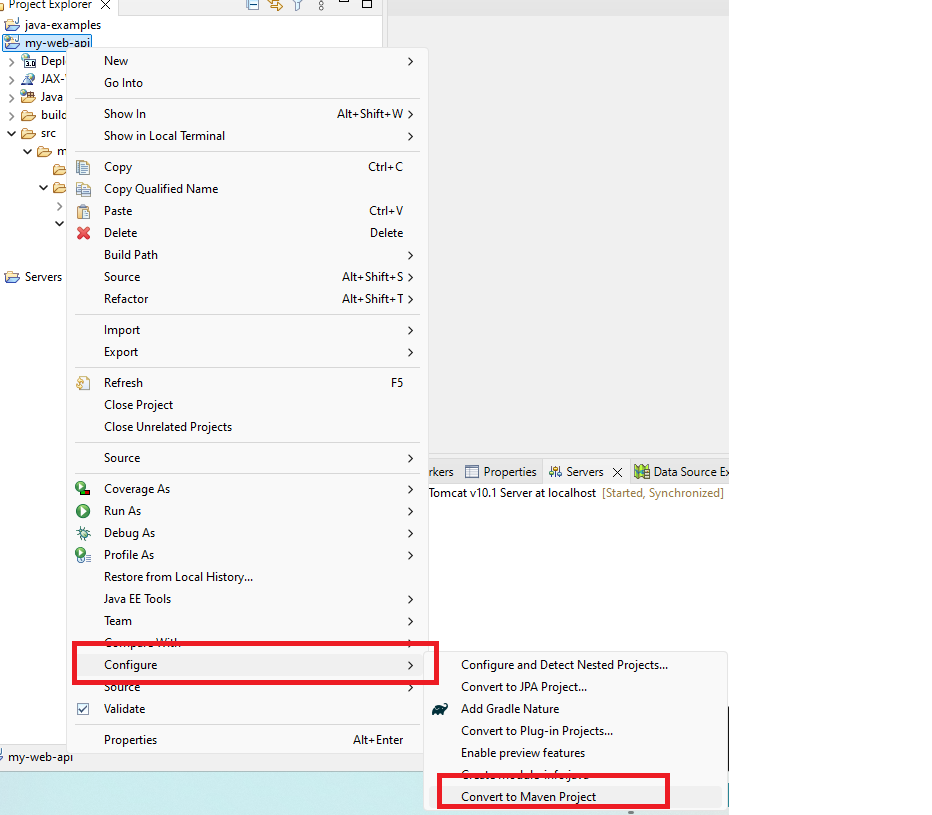 Project Explorer
java-examples
my-web-api
Depl
JAX-
Java
build
src
m
Servers
New
Go Into
Show In Alt+Shift+W
Show in Local Terminal
Copy Ctrl+C
Copy Qualified Name
Paste Ctrl+V
Delete Delete
Build Path
Source Alt+Shift+S
Refactor Alt+Shift+T
Import
Export
Refresh F5
Close Project
Close Unrelated Projects
Source
Coverage As
Run As
Debug As
Profile As
Restore from Local History...
Java EE Tools
Team
Compare With
Configure
Source
Validate
Properties Alt+Enter
rkers Properties Servers Data Source Ex
Tomcat v10.1 Server at localhost [Started, Synchronized]
Configure and Detect Nested Projects...
Convert to JPA Project...
Add Gradle Nature
Convert to Plug-in Projects...
Enable preview features
Create module-info.java
Convert to Maven Project
my-web-api